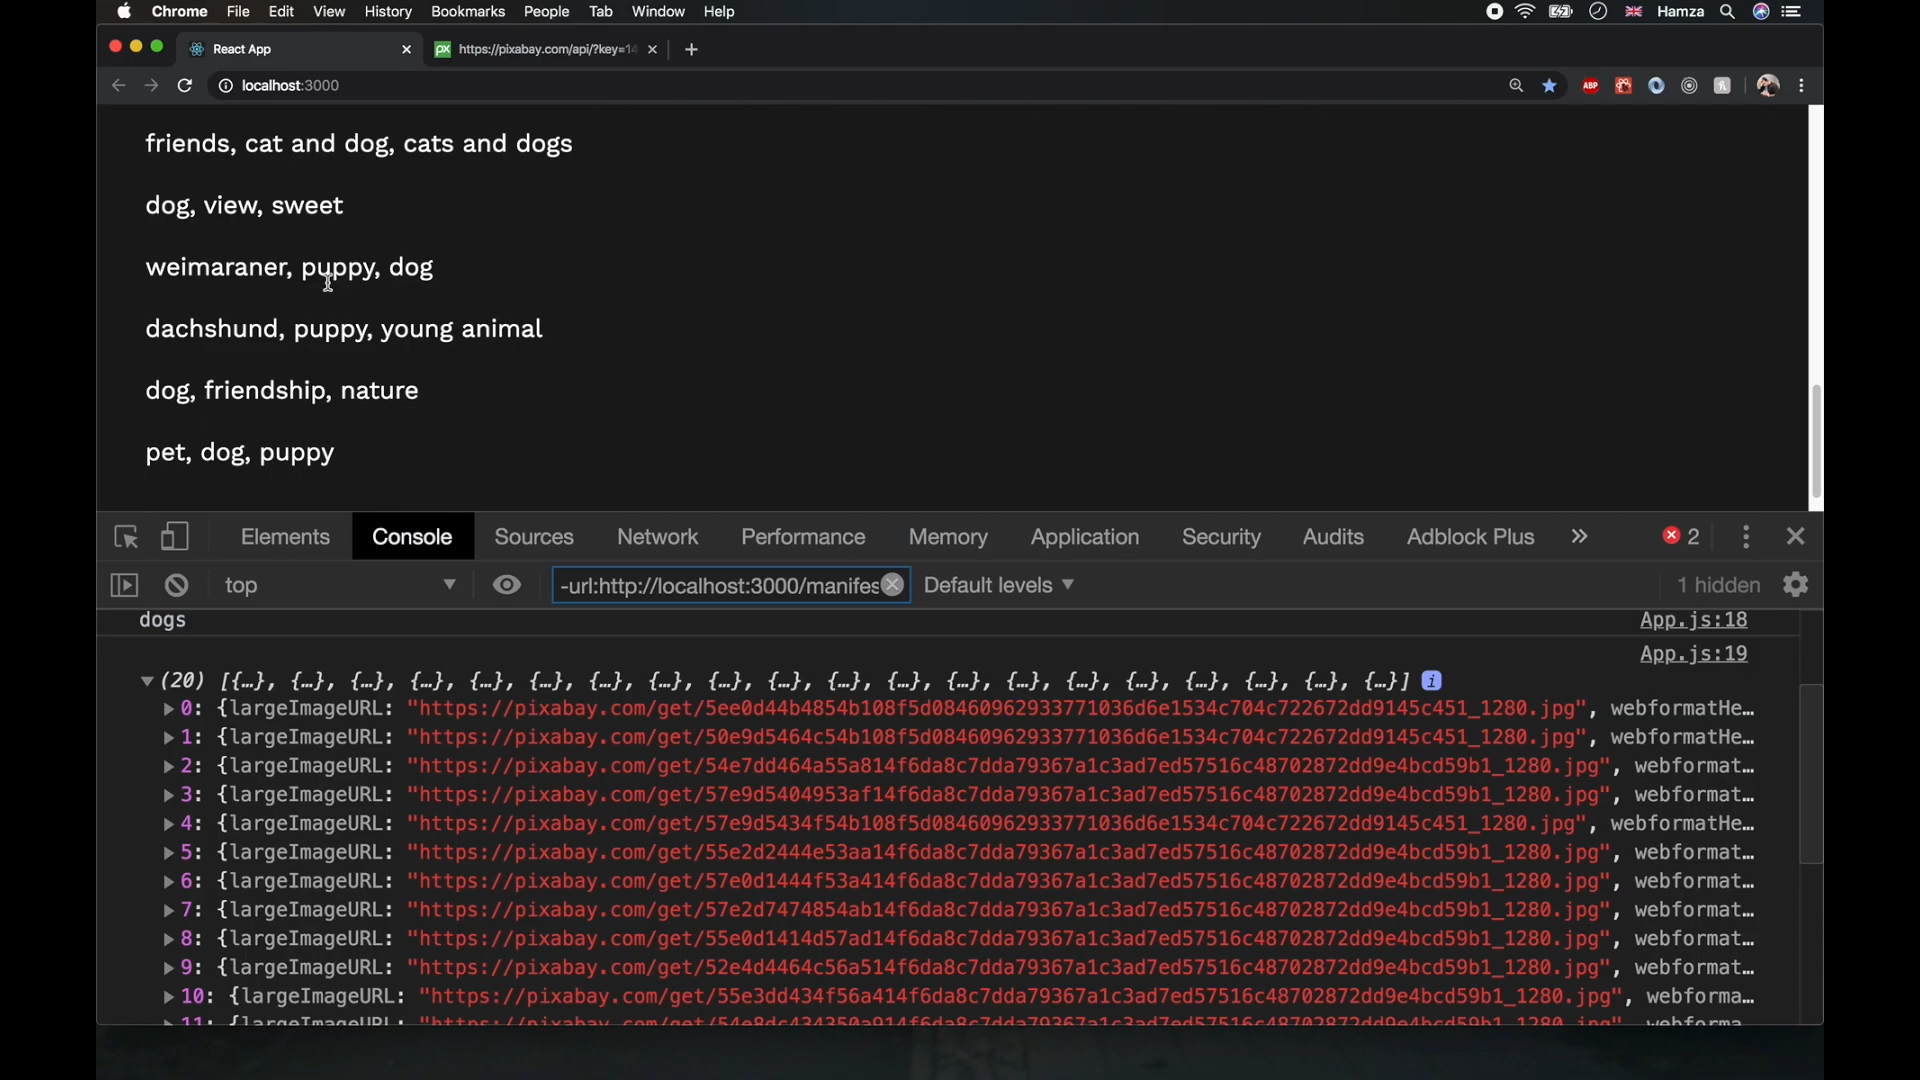 Chrome File Edit View History Bookmarks People Tab Window Help Hamza
React App https://pixabay.com/api/?key=14
localhost:3000 ABP
friends, cat and dog, cats and dogs
dog, view, sweet
weimaraner, puppy, dog
dachshund, puppy, young animal
dog, friendship, nature
pet, dog, puppy
Elements Console Sources Network Performance Memory Application Security Audits Adblock Plus » 2
top -url:http://localhost:3000/manifes Default levels ▼ 1 hidden
dogs App.js:18
App.js:19
▼(20) [{…}, {…}, {…}, {…}, {…}, {…}, {…}, {…}, {…}, {…}, {…}, {…}, {…}, {…}, {…}, {…}, {…}, {…}, {…}, {…}] i
▶0: {largeImageURL: "https://pixabay.com/get/5ee0d44b4854b108f5d08460962933771036d6e1534c704c722672dd9145c451_1280.jpg", webformatHe…
▶1: {largeImageURL: "https://pixabay.com/get/50e9d5464c54b108f5d08460962933771036d6e1534c704c722672dd9145c451_1280.jpg", webformatHe…
▶2: {largeImageURL: "https://pixabay.com/get/54e7dd464a55a814f6da8c7dda79367a1c3ad7ed57516c48702872dd9e4bcd59b1_1280.jpg", webformat…
▶3: {largeImageURL: "https://pixabay.com/get/57e9d5404953af14f6da8c7dda79367a1c3ad7ed57516c48702872dd9e4bcd59b1_1280.jpg", webformat…
▶4: {largeImageURL: "https://pixabay.com/get/57e9d5434f54b108f5d08460962933771036d6e1534c704c722672dd9145c451_1280.jpg", webformatHe…
▶5: {largeImageURL: "https://pixabay.com/get/55e2d2444e53aa14f6da8c7dda79367a1c3ad7ed57516c48702872dd9e4bcd59b1_1280.jpg", webformat…
▶6: {largeImageURL: "https://pixabay.com/get/57e0d1444f53a414f6da8c7dda79367a1c3ad7ed57516c48702872dd9e4bcd59b1_1280.jpg", webformat…
▶7: {largeImageURL: "https://pixabay.com/get/57e2d7474854ab14f6da8c7dda79367a1c3ad7ed57516c48702872dd9e4bcd59b1_1280.jpg", webformat…
▶8: {largeImageURL: "https://pixabay.com/get/55e0d1414d57ad14f6da8c7dda79367a1c3ad7ed57516c48702872dd9e4bcd59b1_1280.jpg", webformat…
▶9: {largeImageURL: "https://pixabay.com/get/52e4d4464c56a514f6da8c7dda79367a1c3ad7ed57516c48702872dd9e4bcd59b1_1280.jpg", webformat…
▶10: {largeImageURL: "https://pixabay.com/get/55e3dd434f56a414f6da8c7dda79367a1c3ad7ed57516c48702872dd9e4bcd59b1_1280.jpg", webforma…
▶11: {largeImageURL: